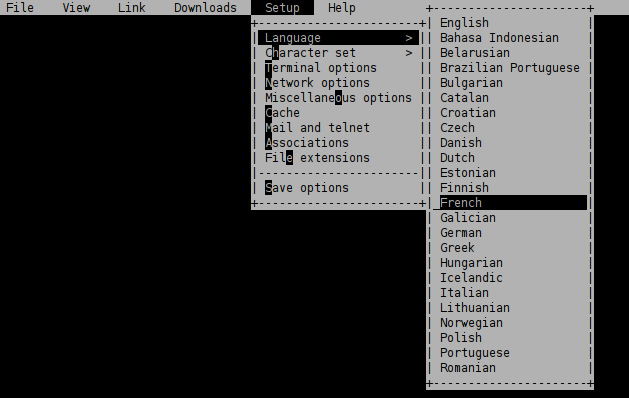 File View Link Downloads Setup Help
Language >
Character set >
Terminal options
Network options
Miscellaneous options
Cache
Mail and telnet
Associations
File extensions
Save options
English
Bahasa Indonesian
Belarusian
Brazilian Portuguese
Bulgarian
Catalan
Croatian
Czech
Danish
Dutch
Estonian
Finnish
French
Galician
German
Greek
Hungarian
Icelandic
Italian
Lithuanian
Norwegian
Polish
Portuguese
Romanian